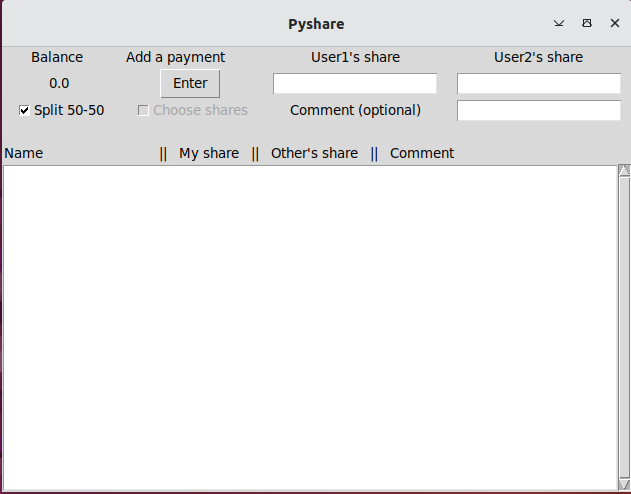 Pyshare
Balance Add a payment User1's share User2's share
0.0 Enter
Split 50-50 Choose shares Comment (optional)
Name || My share || Other's share || Comment